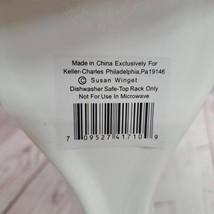 Made in China Exclusively For
Keller-Charles Philadelphia,Pa19146
© Susan Winget
Dishwasher Safe-Top Rack Only
Not For Use In Microwave
7 09527 41710 9